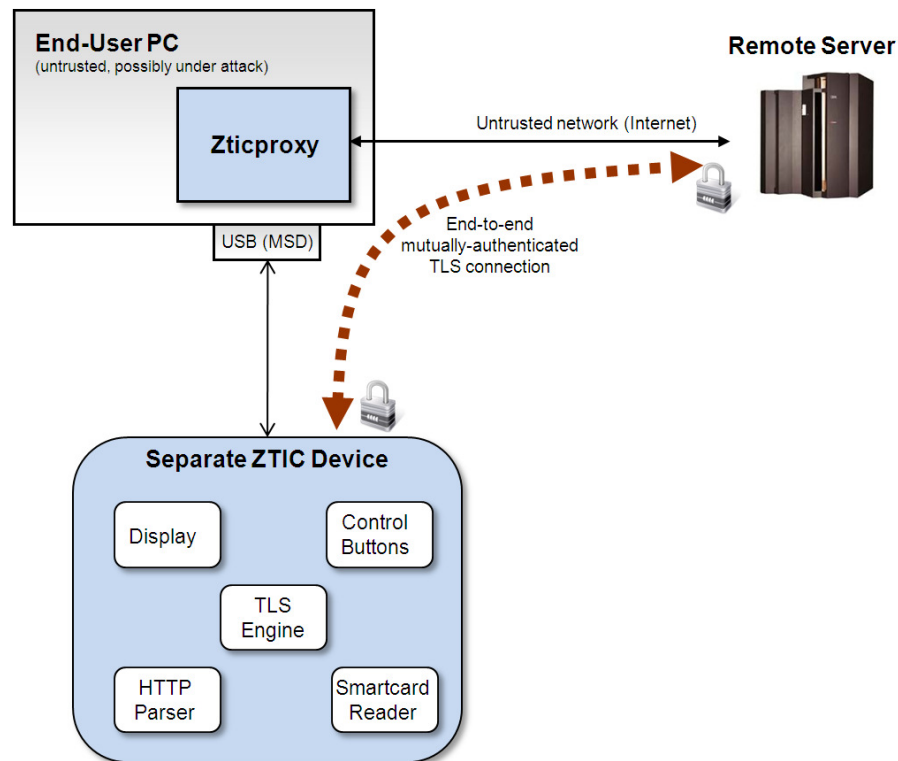 End-User PC
(untrusted, possibly under attack)
Zticproxy
Remote Server
Untrusted network (Internet)
USB (MSD)
End-to-end
mutually-authenticated
TLS connection
Separate ZTIC Device
Display
Control
Buttons
TLS
Engine
HTTP
Parser
Smartcard
Reader